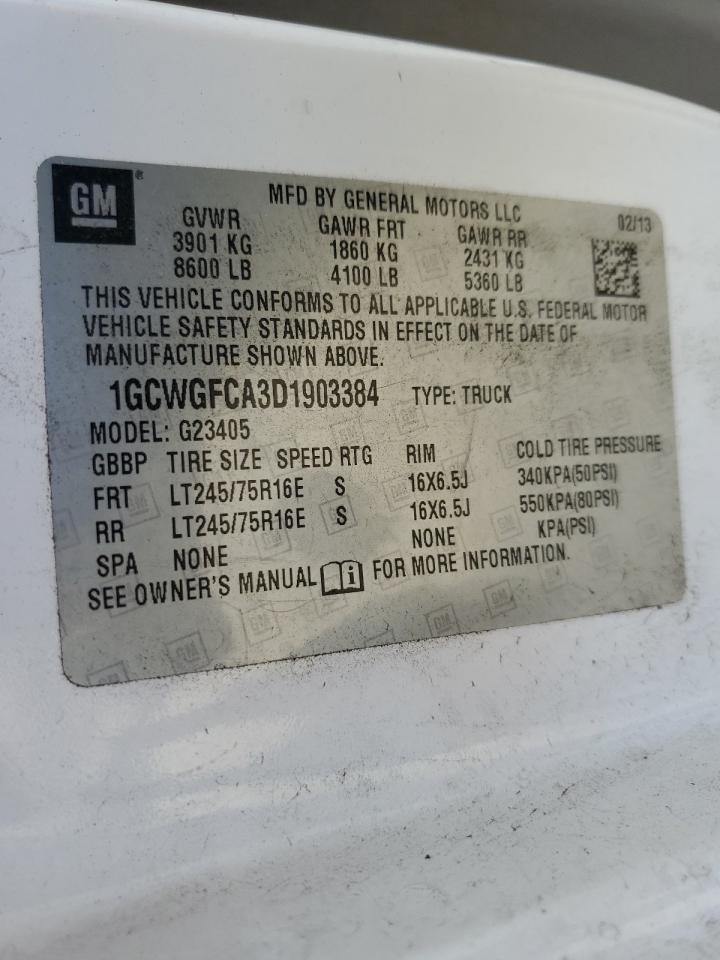 GM ®
MFD BY GENERAL MOTORS LLC 02/13
GVWR GAWR FRT GAWR RR
3901 KG 1860 KG 2431 KG
8600 LB 4100 LB 5360 LB
THIS VEHICLE CONFORMS TO ALL APPLICABLE U.S. FEDERAL MOTOR
VEHICLE SAFETY STANDARDS IN EFFECT ON THE DATE OF
MANUFACTURE SHOWN ABOVE.
1GCWGFCA3D1903384 TYPE: TRUCK
MODEL: G23405
GBBP TIRE SIZE SPEED RTG RIM COLD TIRE PRESSURE
FRT LT245/75R16E S 16X6.5J 340KPA(50PSI)
RR LT245/75R16E S 16X6.5J 550KPA(80PSI)
SPA NONE NONE KPA(PSI)
SEE OWNER'S MANUAL FOR MORE INFORMATION.